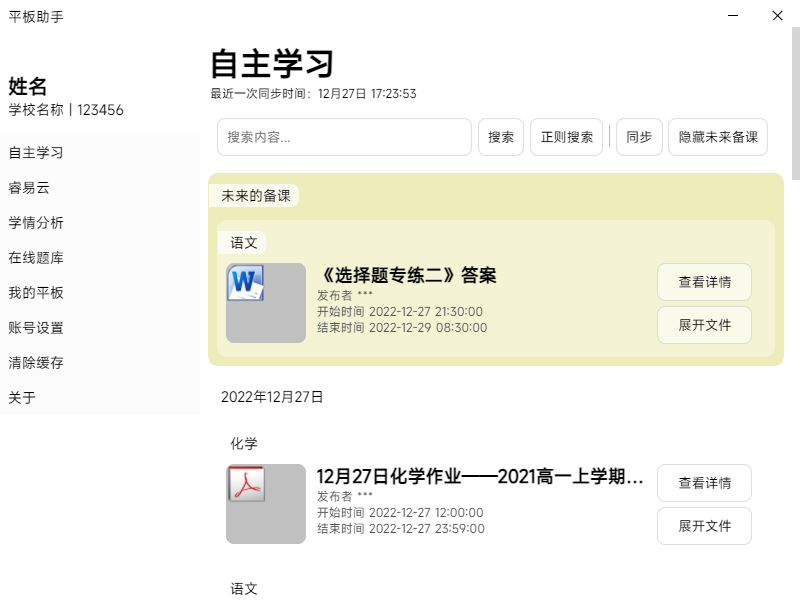 平板助手
姓名
学校名称 | 123456
自主学习
睿易云
学情分析
在线题库
我的平板
账号设置
清除缓存
关于
自主学习
最近一次同步时间：12月27日 17:23:53
搜索内容...
搜索
正则搜索
同步
隐藏未来备课
未来的备课
语文
《选择题专练二》答案
发布者 ***
开始时间 2022-12-27 21:30:00
结束时间 2022-12-29 08:30:00
查看详情
展开文件
2022年12月27日
化学
12月27日化学作业——2021高一上学期...
发布者 ***
开始时间 2022-12-27 12:00:00
结束时间 2022-12-27 23:59:00
查看详情
展开文件
语文